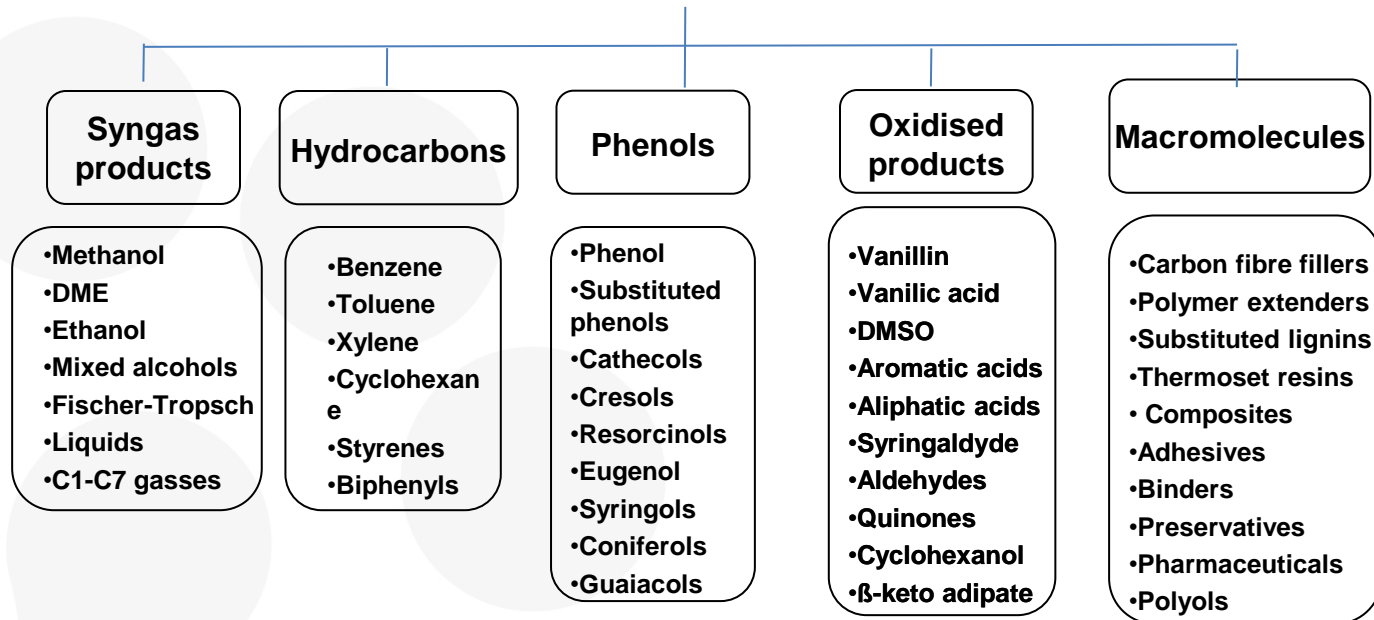 Syngas
products
Hydrocarbons
Phenols
Oxidised
products
Macromolecules
•Methanol
•DME
•Ethanol
•Mixed alcohols
•Fischer-Tropsch
•Liquids
•C1-C7 gasses
•Benzene
•Toluene
•Xylene
•Cyclohexan
e
•Styrenes
•Biphenyls
•Phenol
•Substituted
phenols
•Cathecols
•Cresols
•Resorcinols
•Eugenol
•Syringols
•Coniferols
•Guaiacols
•Vanillin
•Vanilic acid
•DMSO
•Aromatic acids
•Aliphatic acids
•Syringaldyde
•Aldehydes
•Quinones
•Cyclohexanol
•ß-keto adipate
•Carbon fibre fillers
•Polymer extenders
•Substituted lignins
•Thermoset resins
• Composites
•Adhesives
•Binders
•Preservatives
•Pharmaceuticals
•Polyols